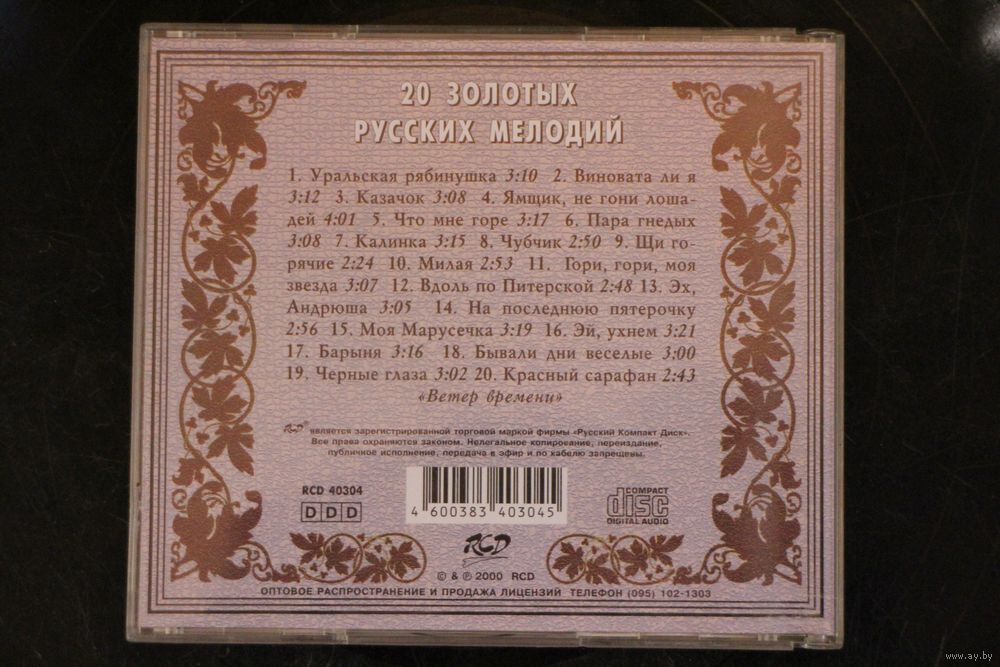 20 ЗОЛОТЫХ
РУССКИХ МЕЛОДИЙ
1. Уральская рябинушка 3:10 2. Виновата ли я
3:12 3. Казачок 3:08 4. Ямщик, не гони лоша-
дей 4:01 5. Что мне горе 3:17 6. Пара гнедых
3:08 7. Калинка 3:15 8. Чубчик 2:50 9. Щи го-
рячие 2:24 10. Милая 2:53 11. Гори, гори, моя
звезда 3:07 12. Вдоль по Питерской 2:48 13. Эх,
Андрюша 3:05 14. На последнюю пятерочку
2:56 15. Моя Марусечка 3:19 16. Эй, ухнем 3:21
17. Барыня 3:16 18. Бывали дни веселые 3:00
19. Черные глаза 3:02 20. Красный сарафан 2:43
«Ветер времени»
RCD® является зарегистрированной торговой маркой фирмы «Русский Компакт Диск».
Все права охраняются законом. Нелегальное копирование, переиздание,
публичное исполнение, передача в эфир и по кабелю запрещены.
RCD 40304
DDD
4 600383 403045
COMPACT
disc
DIGITAL AUDIO
RCD
© & ℗ 2000 RCD
ОПТОВОЕ РАСПРОСТРАНЕНИЕ И ПРОДАЖА ЛИЦЕНЗИЙ ТЕЛЕФОН (095) 102-1303
www.ay.by